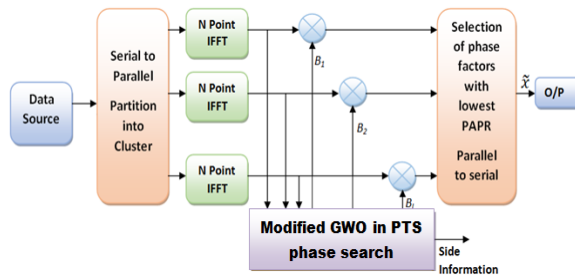 Data
Source
Serial to
Parallel
Partition
into
Cluster
N Point
IFFT
N Point
IFFT
N Point
IFFT
B1
B2
Modified GWO in PTS
phase search
Side
Information
Selection
of phase
factors
with
lowest
PAPR
Parallel
to serial
x̃
O/P